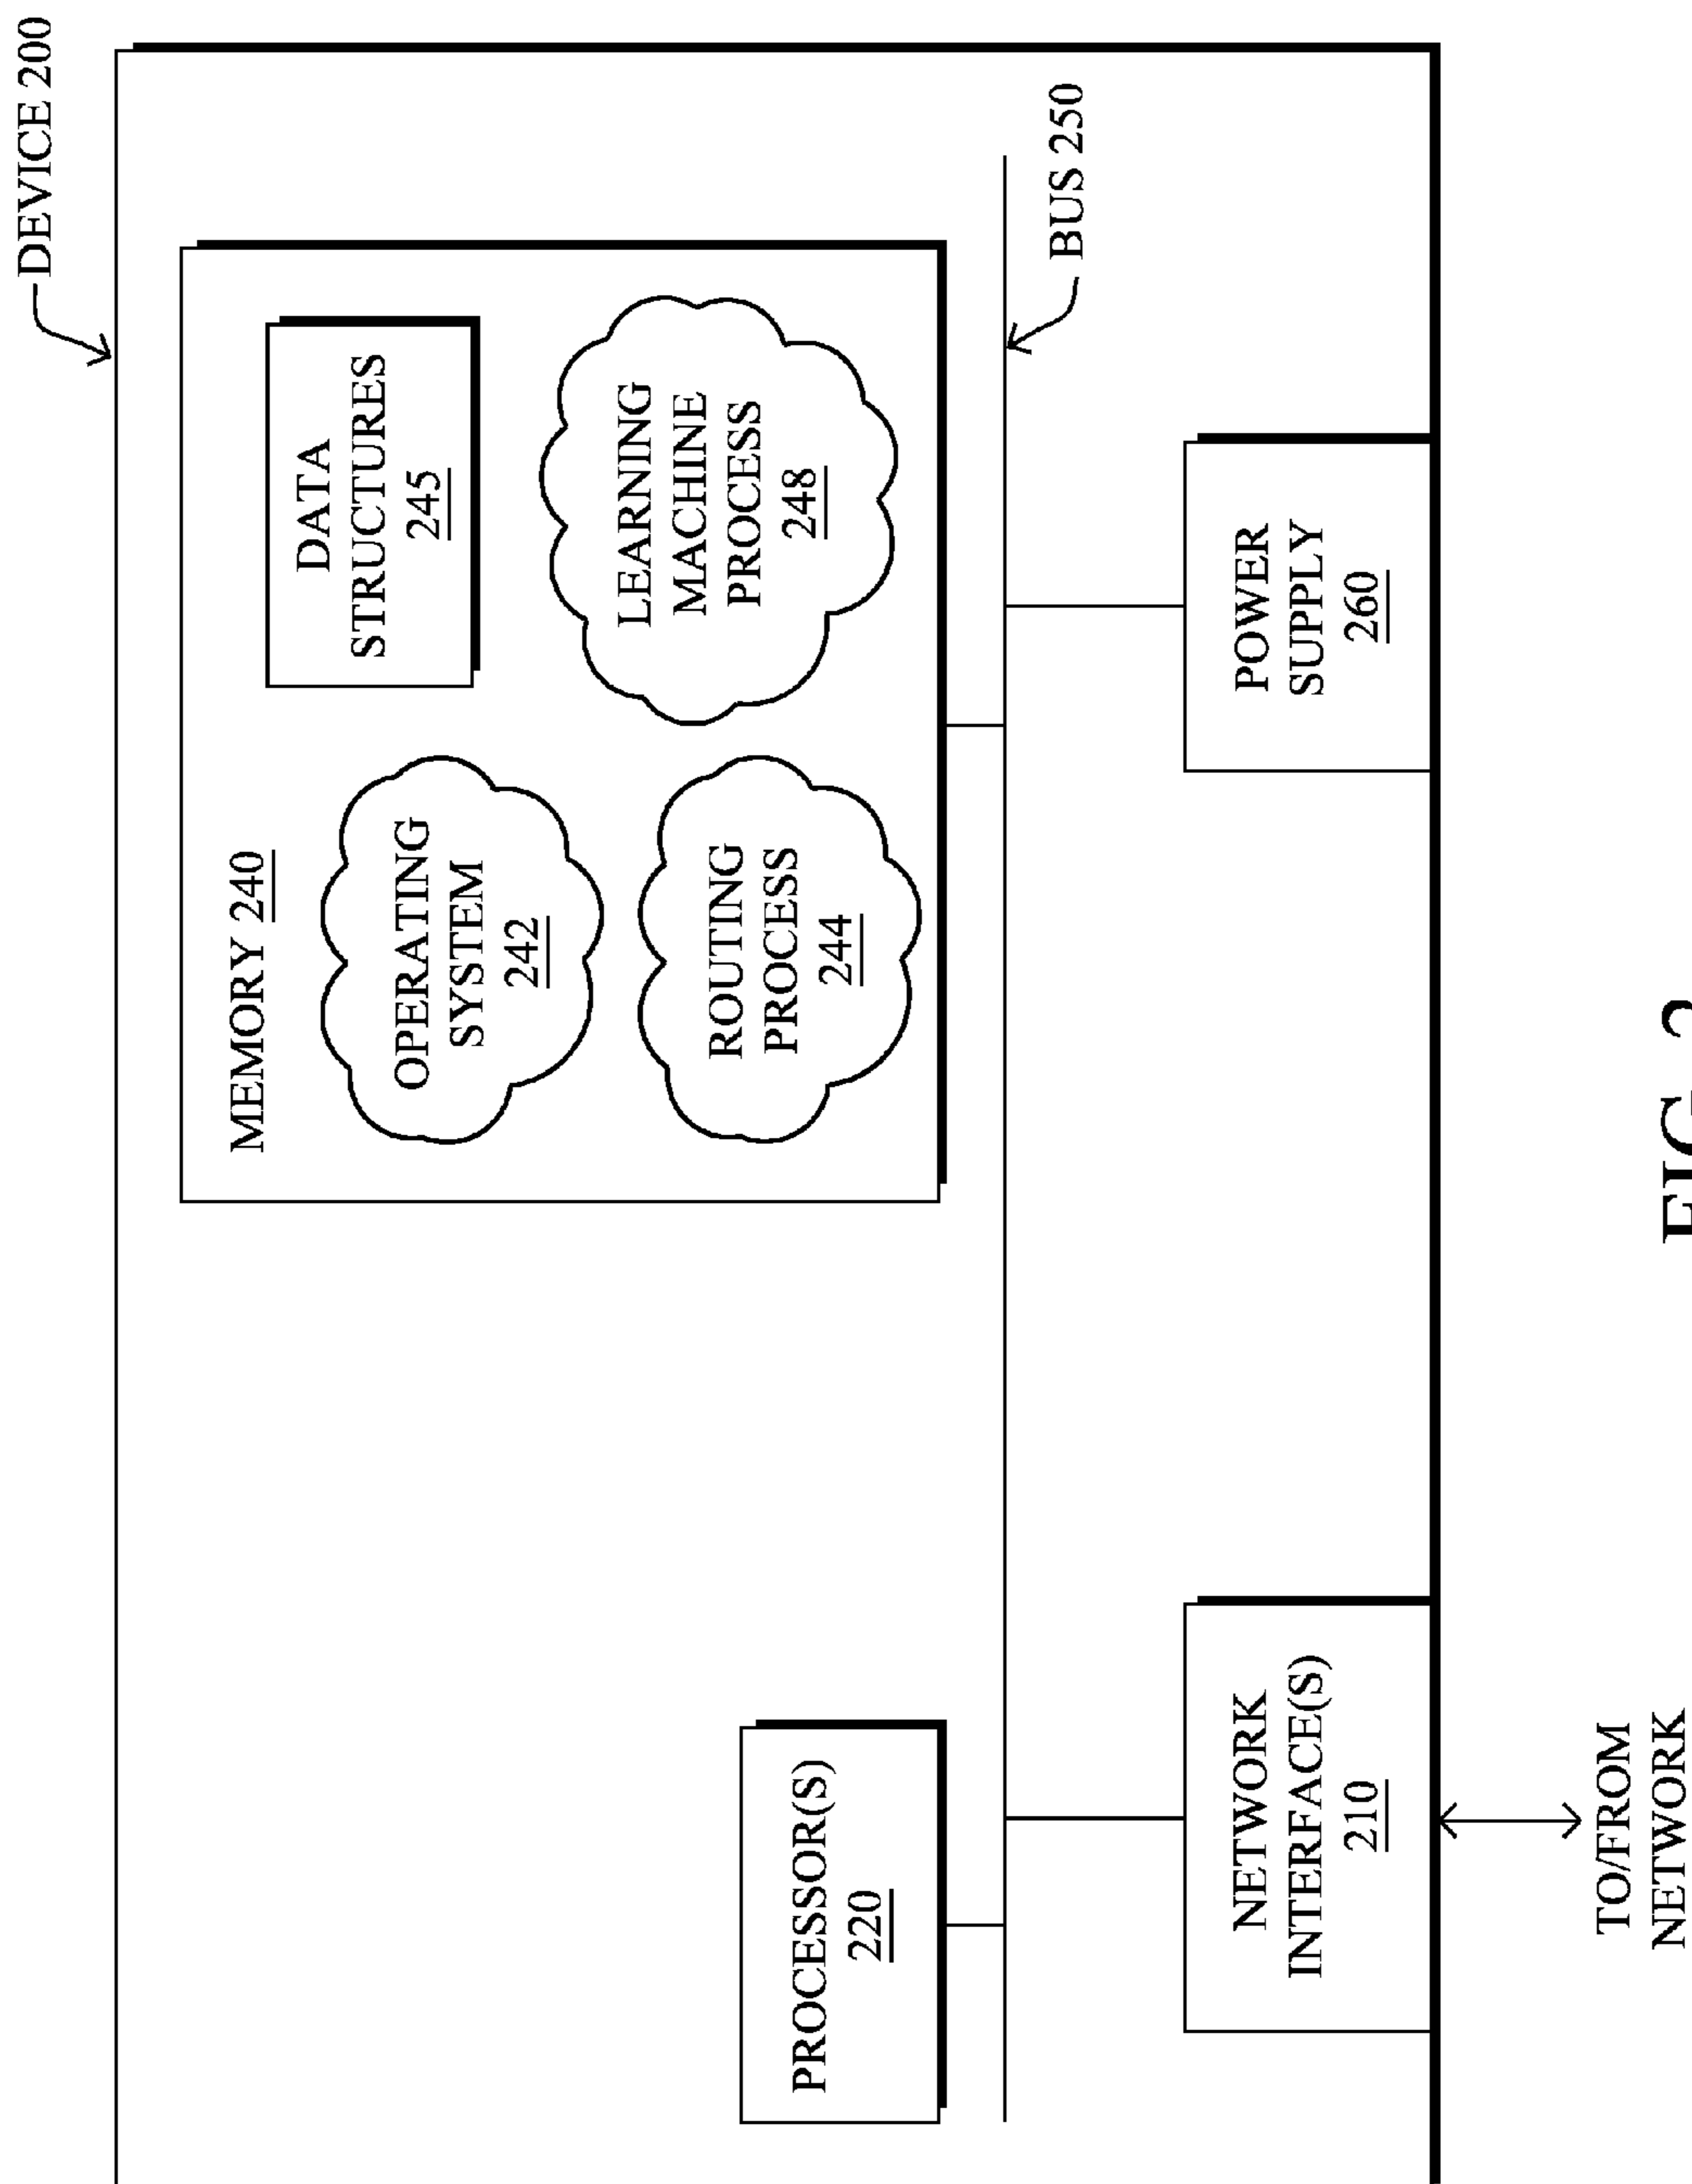 DEVICE 200
MEMORY 240
OPERATING
SYSTEM
242
DATA
STRUCTURES
245
ROUTING
PROCESS
244
LEARNING
MACHINE
PROCESS
248
PROCESSOR(S)
220
BUS 250
NETWORK
INTERFACE(S)
210
POWER
SUPPLY
260
TO/FROM
NETWORK
FIG